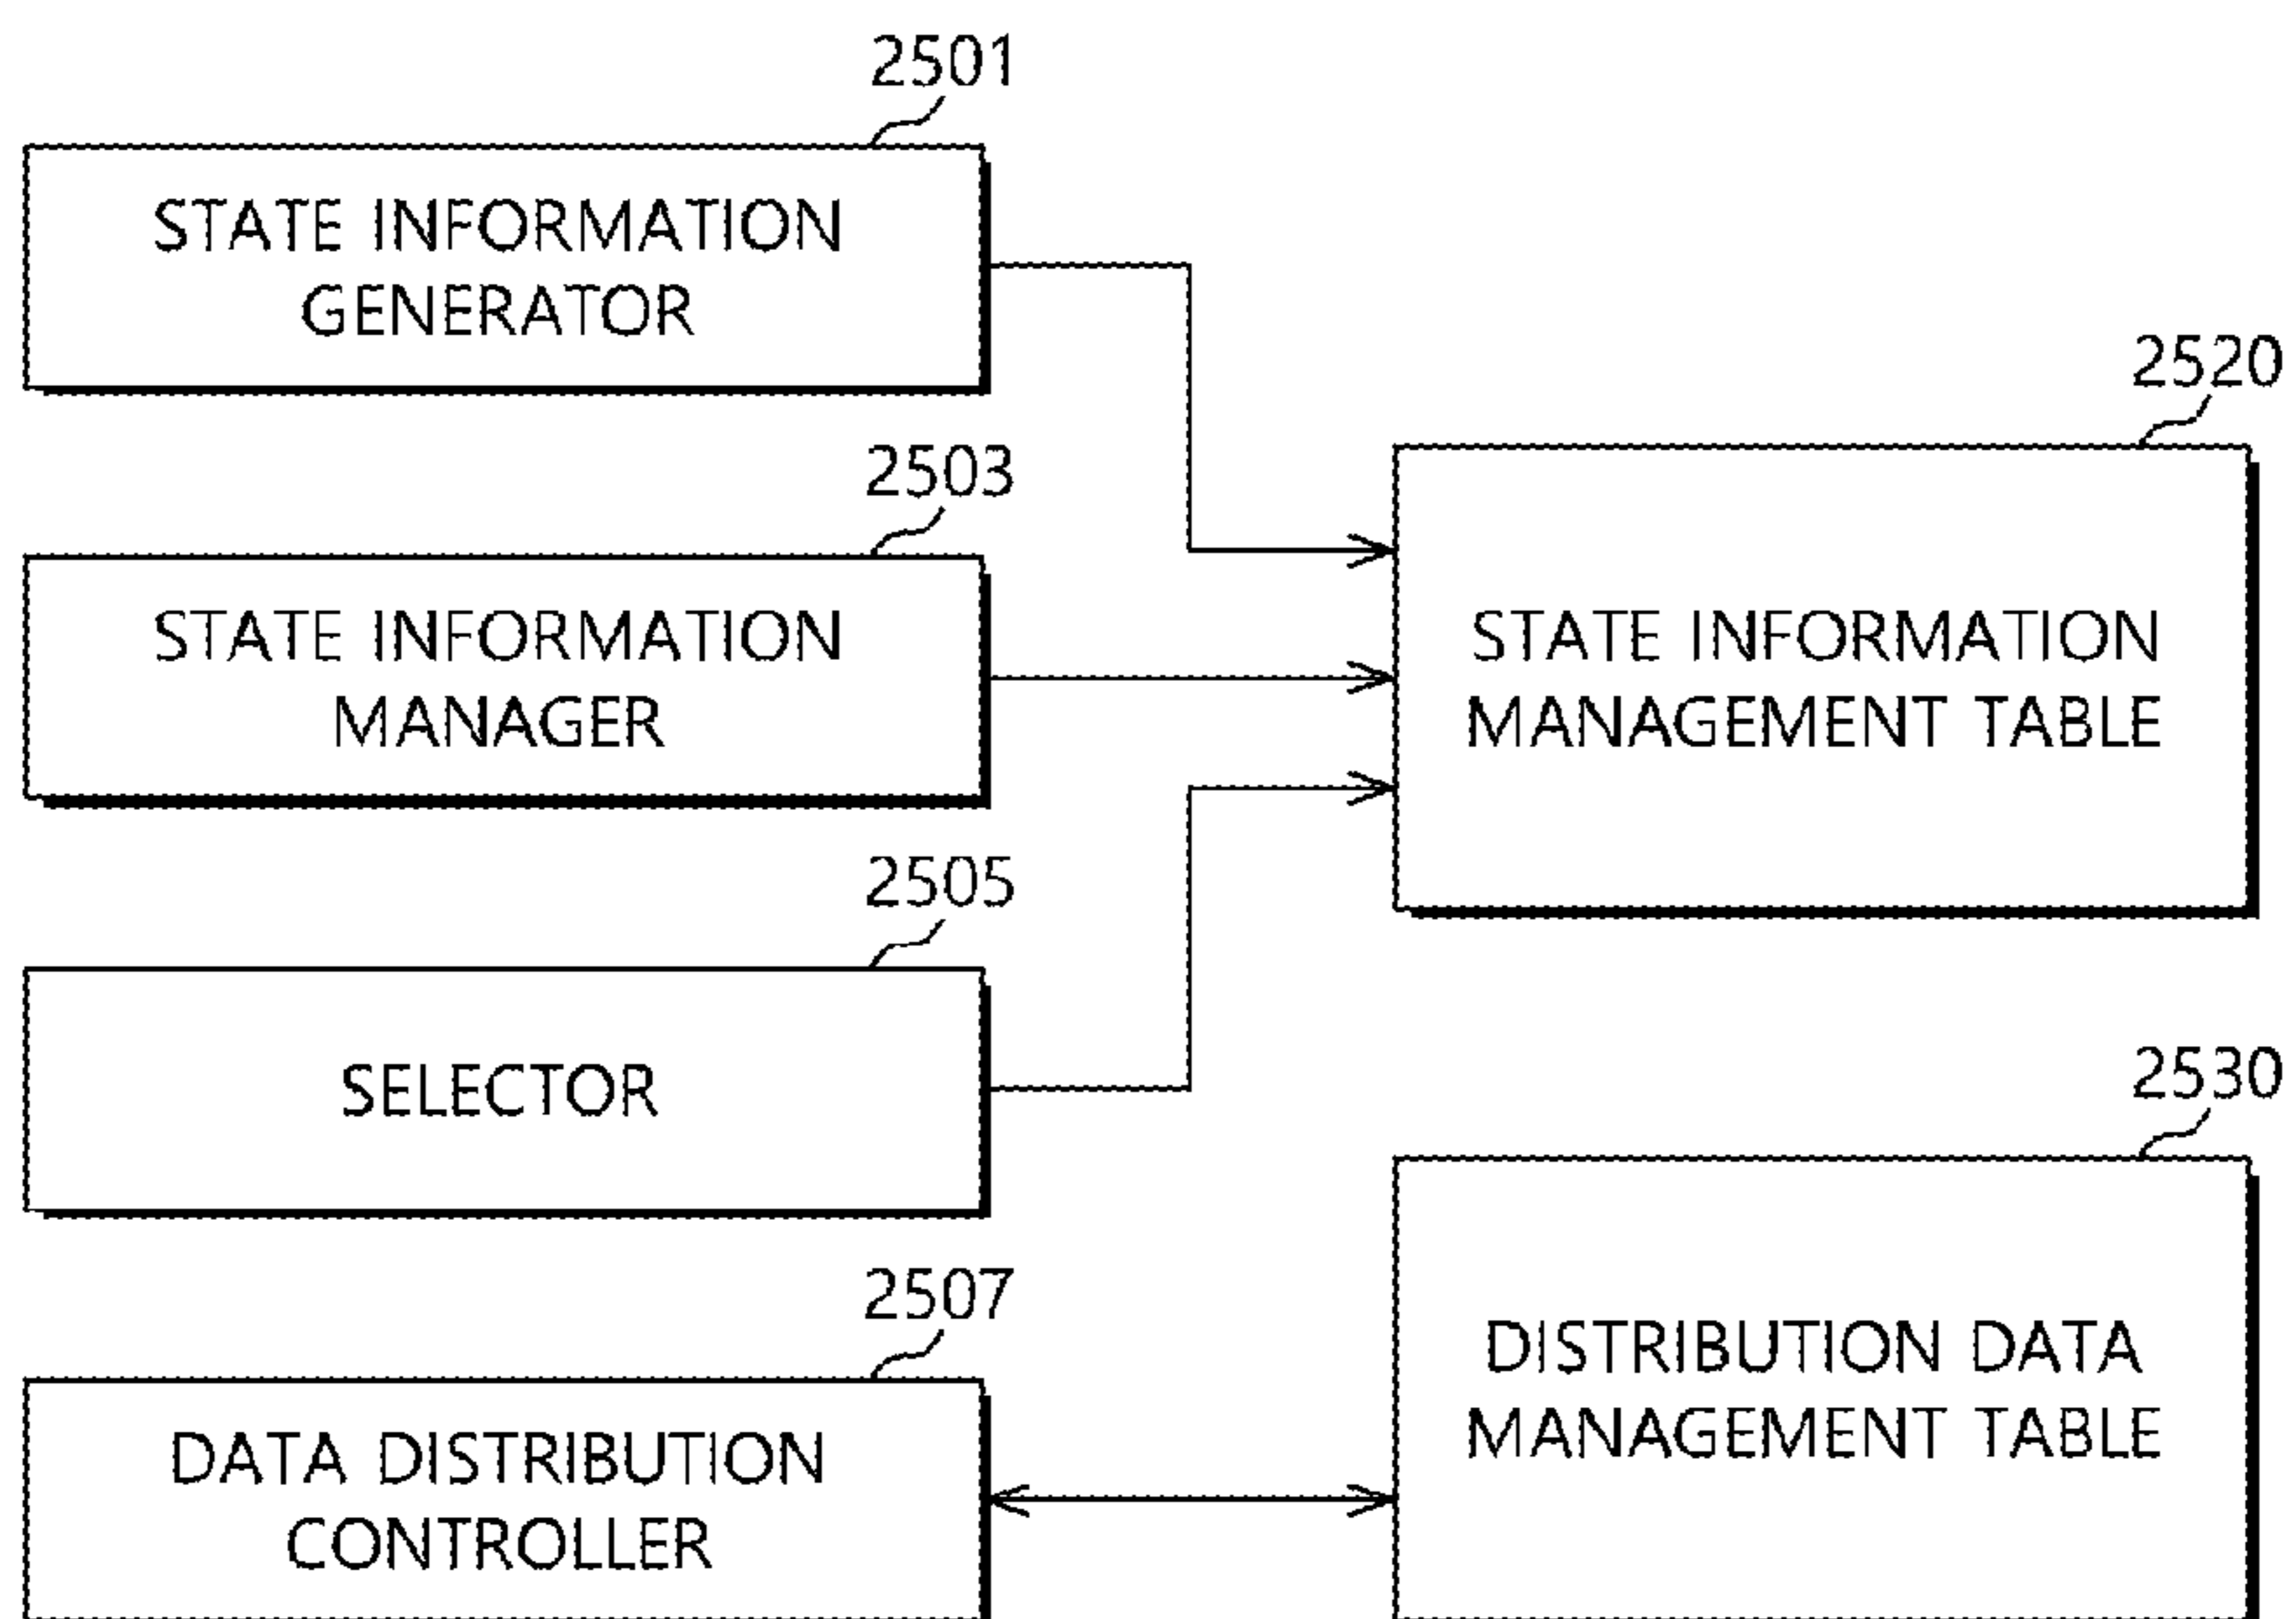 2501
STATE INFORMATION
GENERATOR
2503
STATE INFORMATION
MANAGER
2505
SELECTOR
2507
DATA DISTRIBUTION
CONTROLLER
2520
STATE INFORMATION
MANAGEMENT TABLE
2530
DISTRIBUTION DATA
MANAGEMENT TABLE